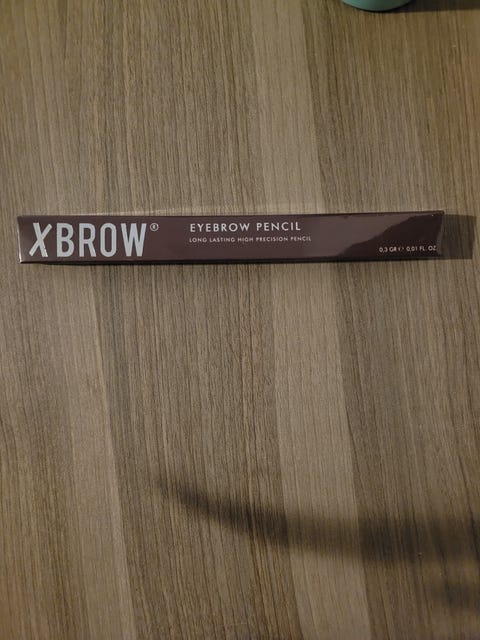 XBROW®
EYEBROW PENCIL
LONG LASTING HIGH PRECISION PENCIL
0,3 GR ℮ 0,01 FL. OZ